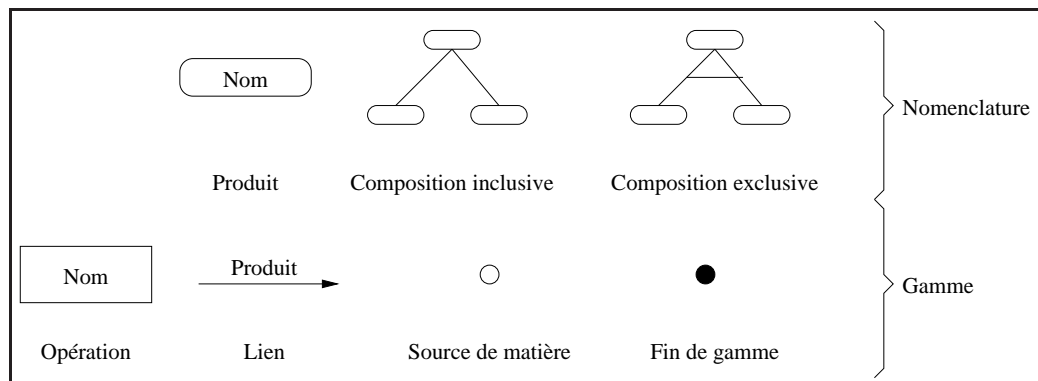 Nom
Nomenclature
Produit Composition inclusive Composition exclusive
Nom
Produit
Gamme
Opération Lien Source de matière Fin de gamme